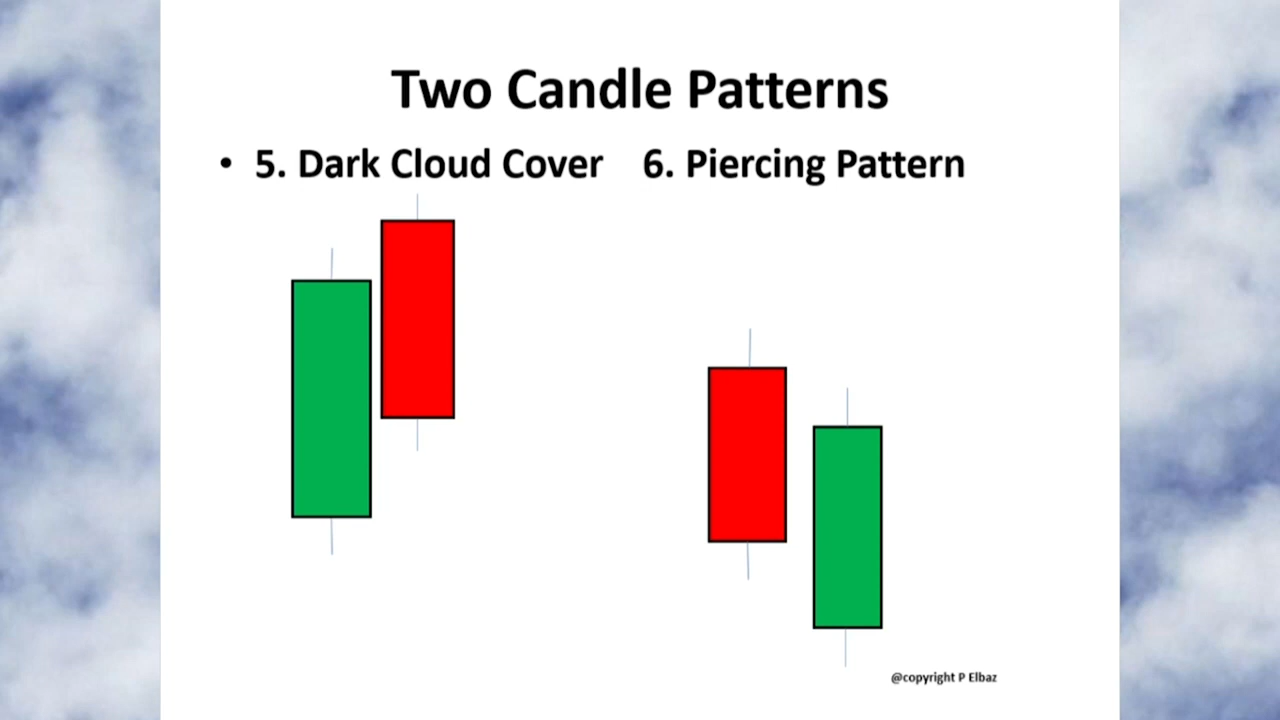 Two Candle Patterns
• 5. Dark Cloud Cover 6. Piercing Pattern
@copyright P Elbaz